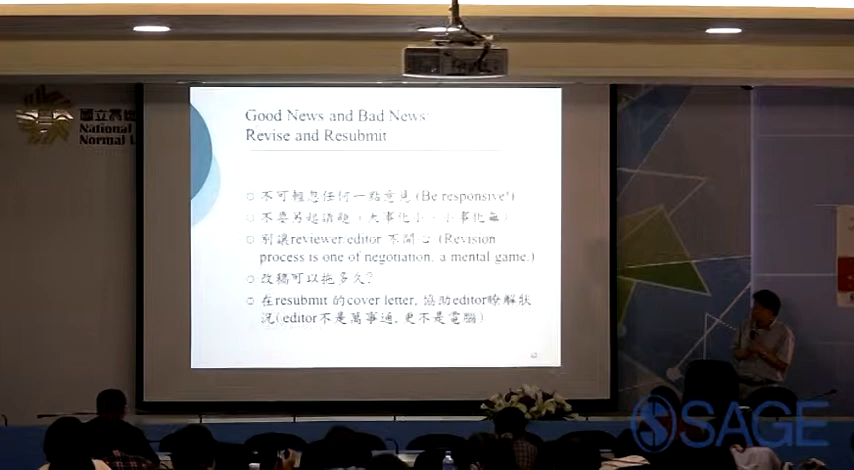 國立高雄
National
Normal U
Good News and Bad News:
Revise and Resubmit
不可輕忽任何一點意見 (Be responsive!)
不要另起議題 (大事化小, 小事化無)
別讓reviewer/editor 不開心 (Revision
process is one of negotiation, a mental game.)
改稿可以拖多久?
在resubmit 的cover letter, 協助editor瞭解狀
況(editor不是萬事通, 更不是電腦)
SAGE